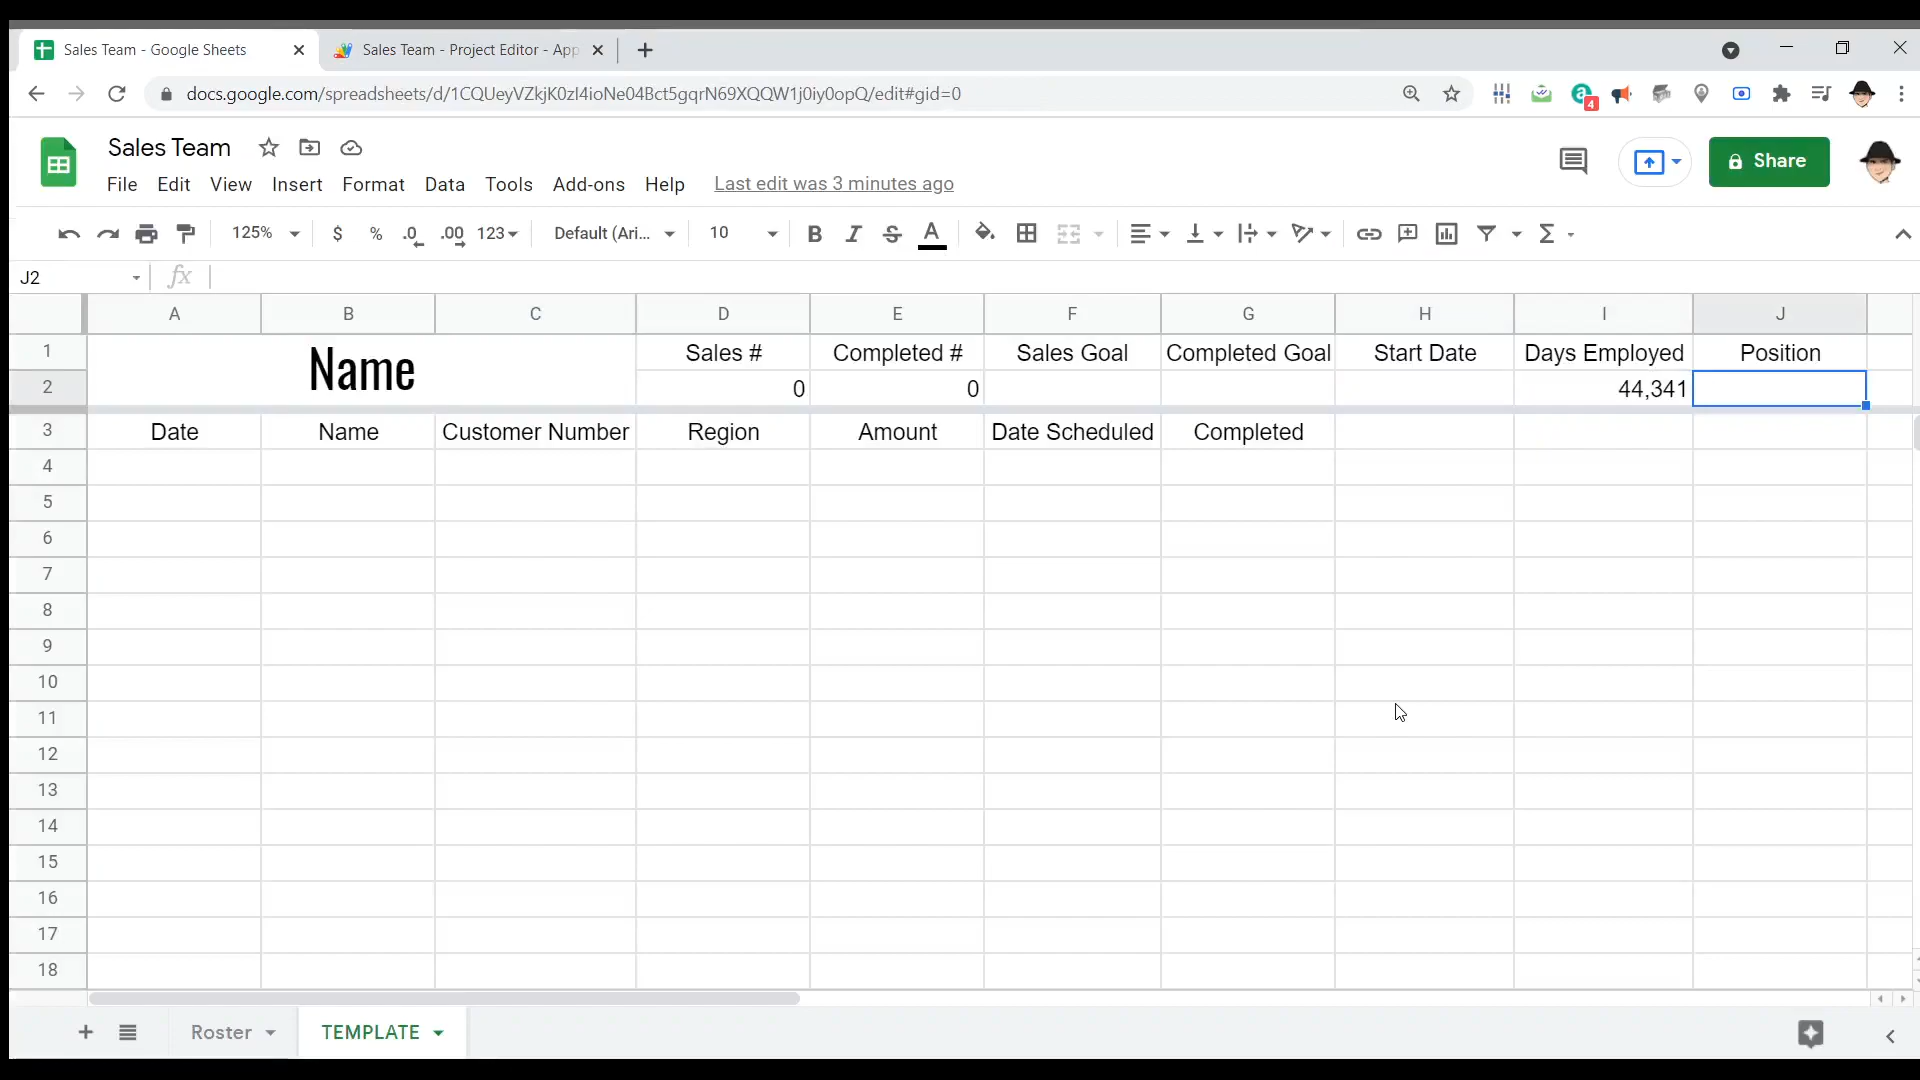 Sales Team - Google Sheets
Sales Team - Project Editor - App
docs.google.com/spreadsheets/d/1CQUeyVZkjK0zI4ioNe04Bct5gqrN69XQQW1j0iy0opQ/edit#gid=0
4
Sales Team
File Edit View Insert Format Data Tools Add-ons Help Last edit was 3 minutes ago
Share
125% $ % .0 .00 123 Default (Ari... 10 B I S A
J2 fx
A B C D E F G H I J
1 Name Sales # Completed # Sales Goal Completed Goal Start Date Days Employed Position
2 0 0 44,341
3 Date Name Customer Number Region Amount Date Scheduled Completed
4
5
6
7
8
9
10
11
12
13
14
15
16
17
18
Roster TEMPLATE